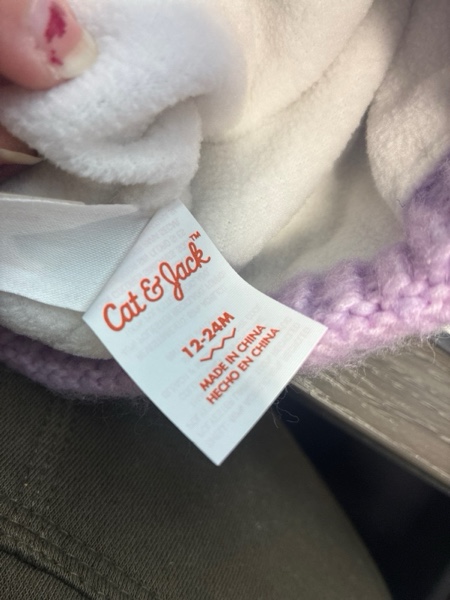 Cat & Jack™
12-24M
MADE IN CHINA
HECHO EN CHINA